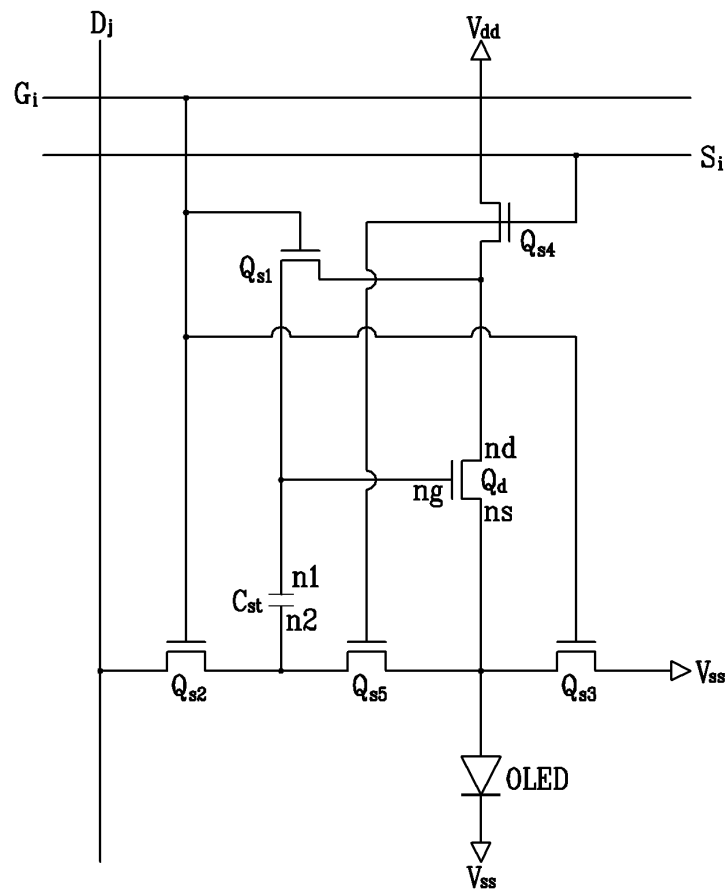 Dj
Vdd
Gi
Si
Qs4
Qs1
nd
Qd
ng
ns
n1
Cst
n2
Qs2
Qs5
Qs3
Vss
OLED
Vss